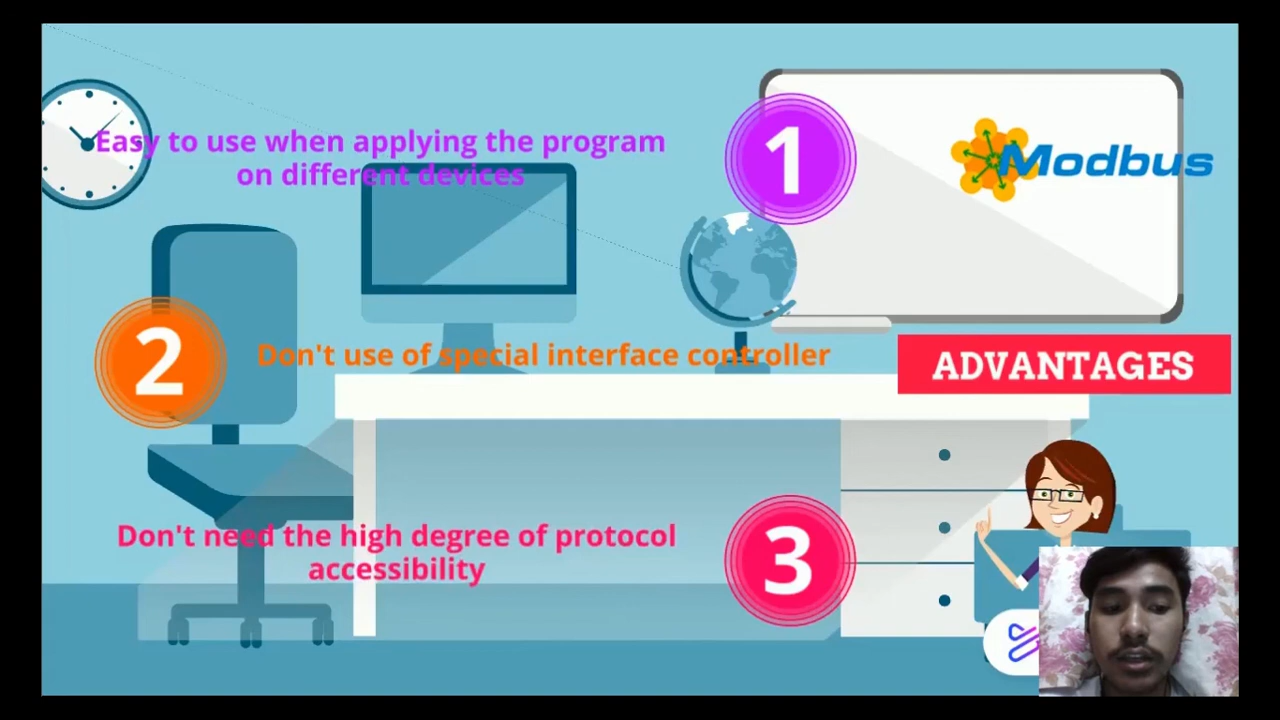 Easy to use when applying the program
on different devices
1
Modbus
2
Don't use of special interface controller
ADVANTAGES
Don't need the high degree of protocol
accessibility
3